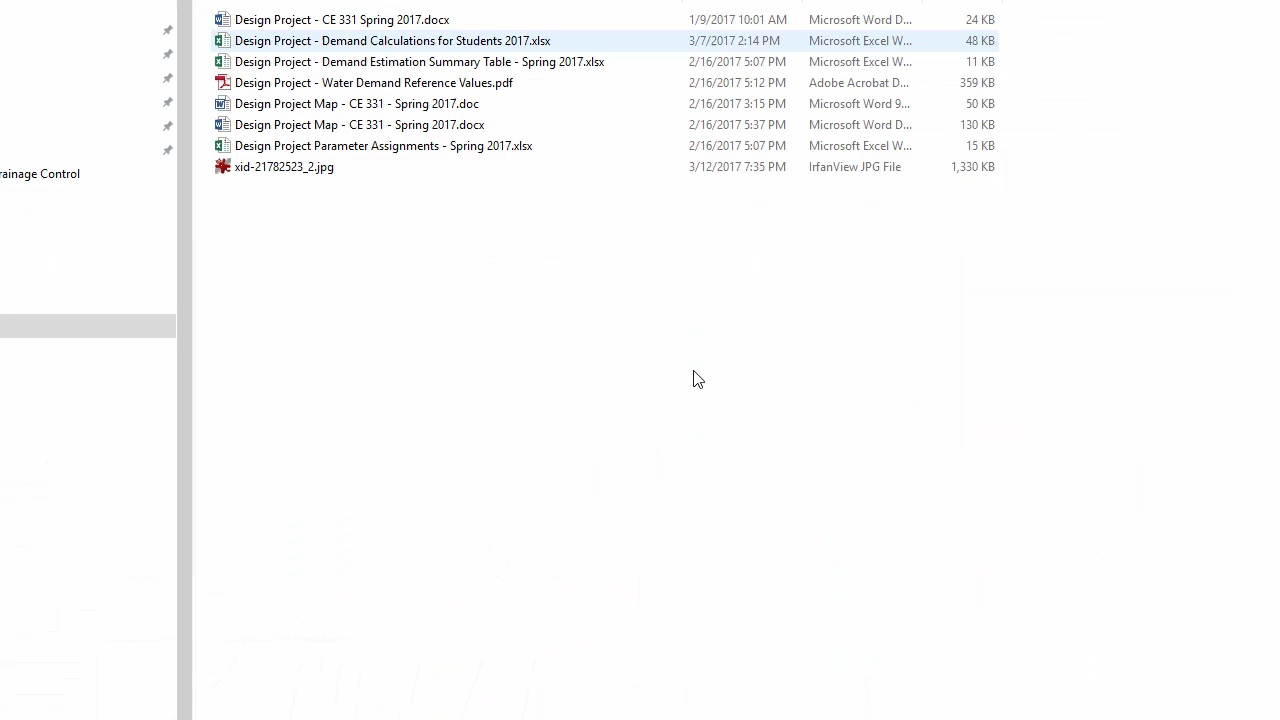 Design Project - CE 331 Spring 2017.docx 1/9/2017 10:01 AM Microsoft Word D... 24 KB
Design Project - Demand Calculations for Students 2017.xlsx 3/7/2017 2:14 PM Microsoft Excel W... 48 KB
Design Project - Demand Estimation Summary Table - Spring 2017.xlsx 2/16/2017 5:07 PM Microsoft Excel W... 11 KB
Design Project - Water Demand Reference Values.pdf 2/16/2017 5:12 PM Adobe Acrobat D... 359 KB
Design Project Map - CE 331 - Spring 2017.doc 2/16/2017 3:15 PM Microsoft Word 9... 50 KB
Design Project Map - CE 331 - Spring 2017.docx 2/16/2017 5:37 PM Microsoft Word D... 130 KB
Design Project Parameter Assignments - Spring 2017.xlsx 2/16/2017 5:07 PM Microsoft Excel W... 15 KB
xid-21782523_2.jpg 3/12/2017 7:35 PM IrfanView JPG File 1,330 KB
rainage Control